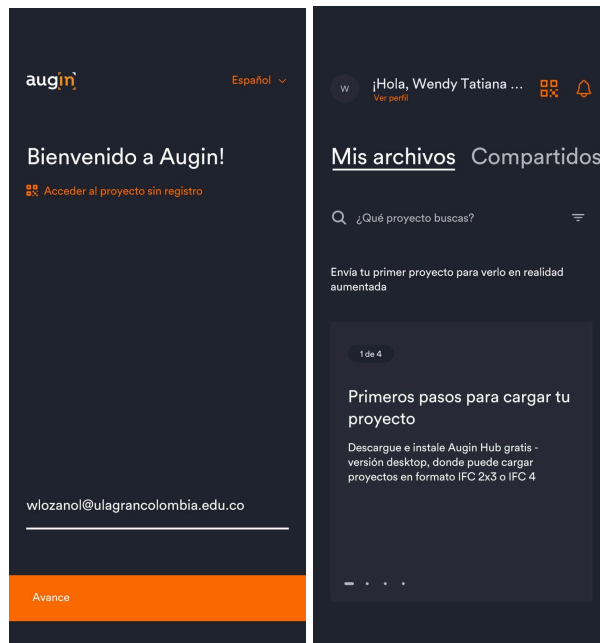 augin
Español
Bienvenido a Augin!
Acceder al proyecto sin registro
wlozanol@ulagrancolombia.edu.co
Avance
W
¡Hola, Wendy Tatiana ...
Ver perfil
Mis archivos Compartidos
¿Qué proyecto buscas?
Envía tu primer proyecto para verlo en realidad
aumentada
1 de 4
Primeros pasos para cargar tu
proyecto
Descargue e instale Augin Hub gratis -
versión desktop, donde puede cargar
proyectos en formato IFC 2x3 o IFC 4